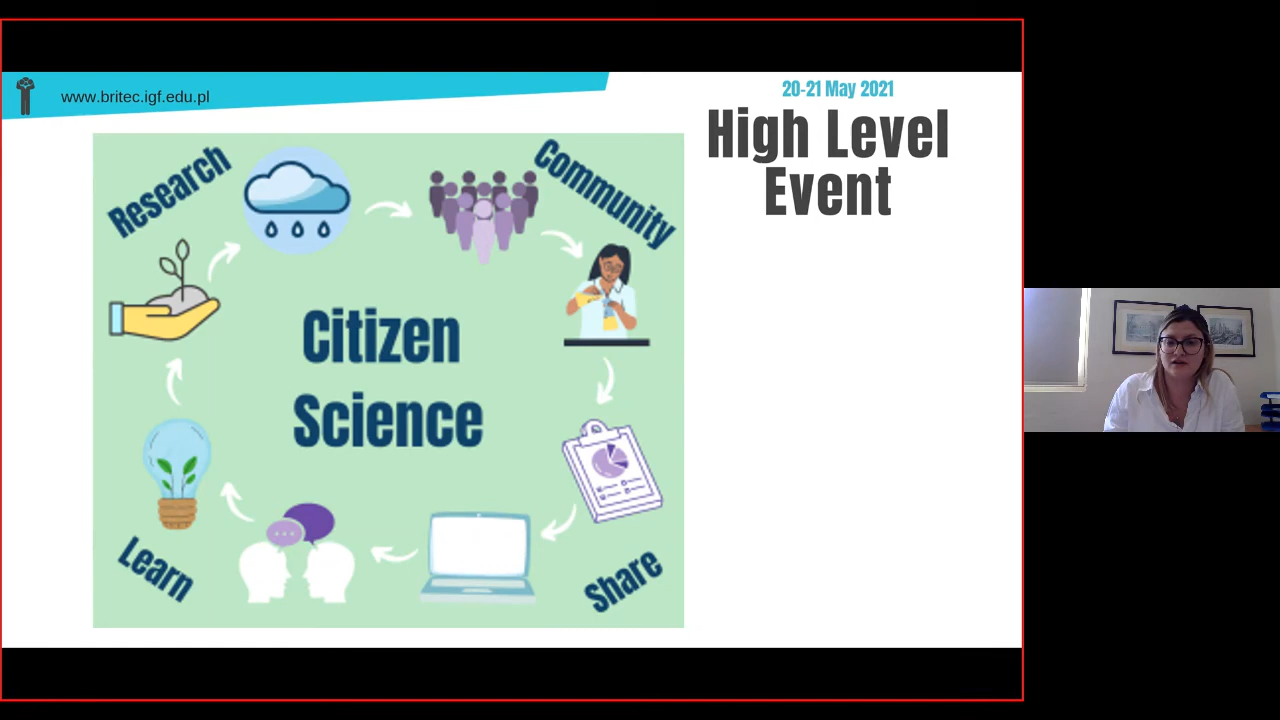 www.britec.igf.edu.pl
20-21 May 2021
High Level
Event
Research
Community
Citizen
Science
Learn
Share